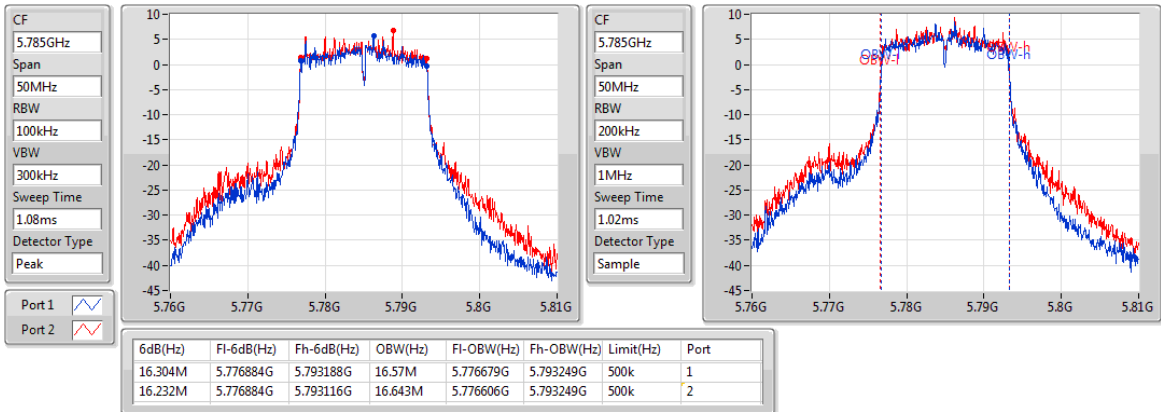 CF
5.785GHz
Span
50MHz
RBW
100kHz
VBW
300kHz
Sweep Time
1.08ms
Detector Type
Peak
Port 1
Port 2
10
5
0
-5
-10
-15
-20
-25
-30
-35
-40
-45
5.76G 5.77G 5.78G 5.79G 5.8G 5.81G
CF
5.785GHz
Span
50MHz
RBW
200kHz
VBW
1MHz
Sweep Time
1.02ms
Detector Type
Sample
10
5
0
-5
-10
-15
-20
-25
-30
-35
-40
-45
OBW-l
OBW-l
OBW-h
OBW-h
5.76G 5.77G 5.78G 5.79G 5.8G 5.81G
6dB(Hz) Fl-6dB(Hz) Fh-6dB(Hz) OBW(Hz) Fl-OBW(Hz) Fh-OBW(Hz) Limit(Hz) Port
16.304M 5.776884G 5.793188G 16.57M 5.776679G 5.793249G 500k 1
16.232M 5.776884G 5.793116G 16.643M 5.776606G 5.793249G 500k 2